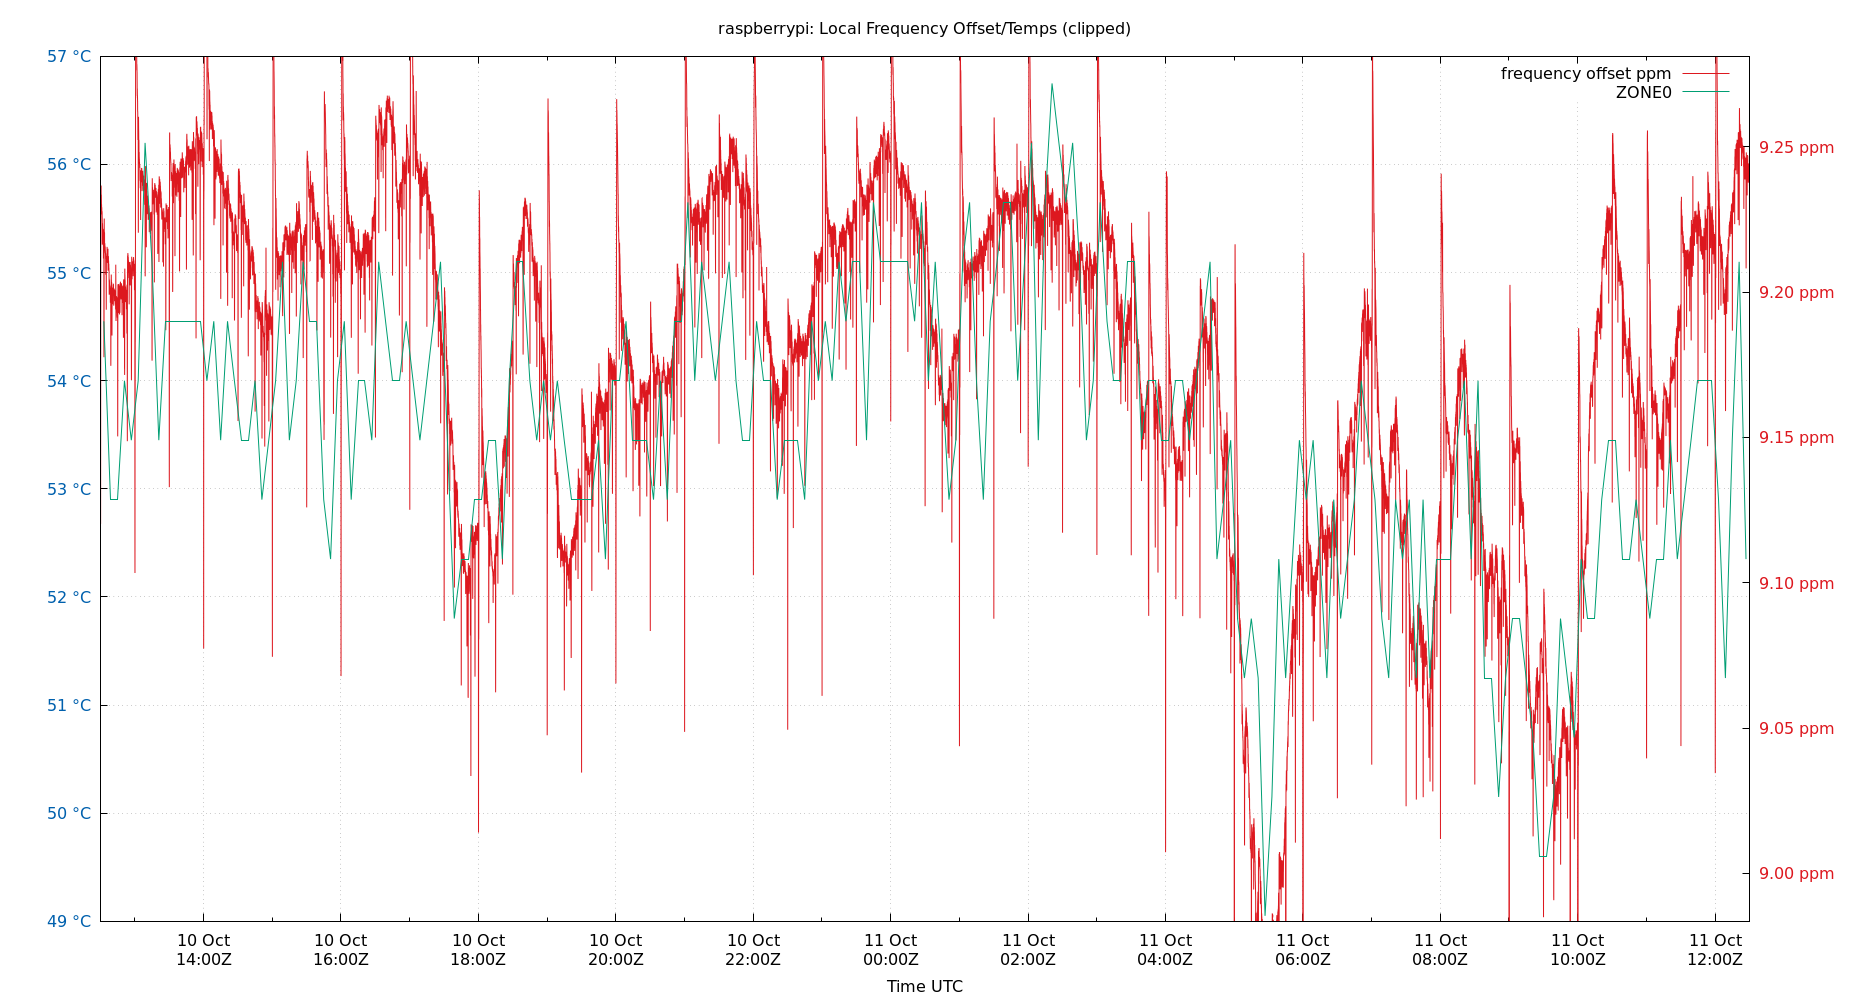 raspberrypi: Local Frequency Offset/Temps (clipped)
57 °C
56 °C
55 °C
54 °C
53 °C
52 °C
51 °C
50 °C
49 °C
frequency offset ppm
ZONE0
9.25 ppm
9.20 ppm
9.15 ppm
9.10 ppm
9.05 ppm
9.00 ppm
10 Oct
14:00Z
10 Oct
16:00Z
10 Oct
18:00Z
10 Oct
20:00Z
10 Oct
22:00Z
11 Oct
00:00Z
11 Oct
02:00Z
11 Oct
04:00Z
11 Oct
06:00Z
11 Oct
08:00Z
11 Oct
10:00Z
11 Oct
12:00Z
Time UTC